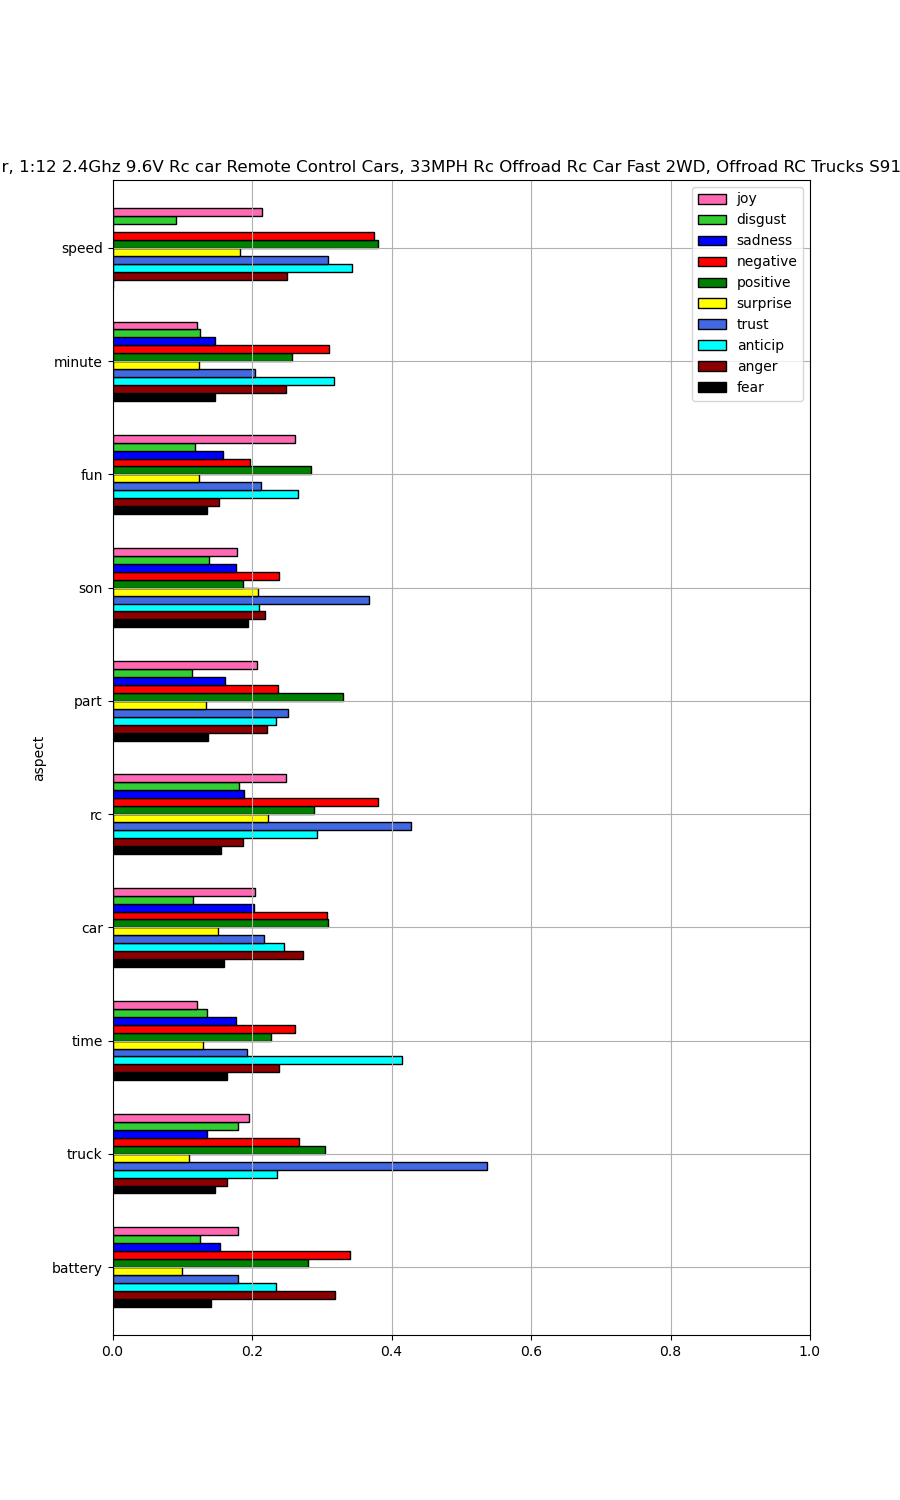 r, 1:12 2.4Ghz 9.6V Rc car Remote Control Cars, 33MPH Rc Offroad Rc Car Fast 2WD, Offroad RC Trucks S91
joy
disgust
sadness
negative
positive
surprise
trust
anticip
anger
fear
speed
minute
fun
son
part
rc
car
time
truck
battery
aspect
0.0 0.2 0.4 0.6 0.8 1.0